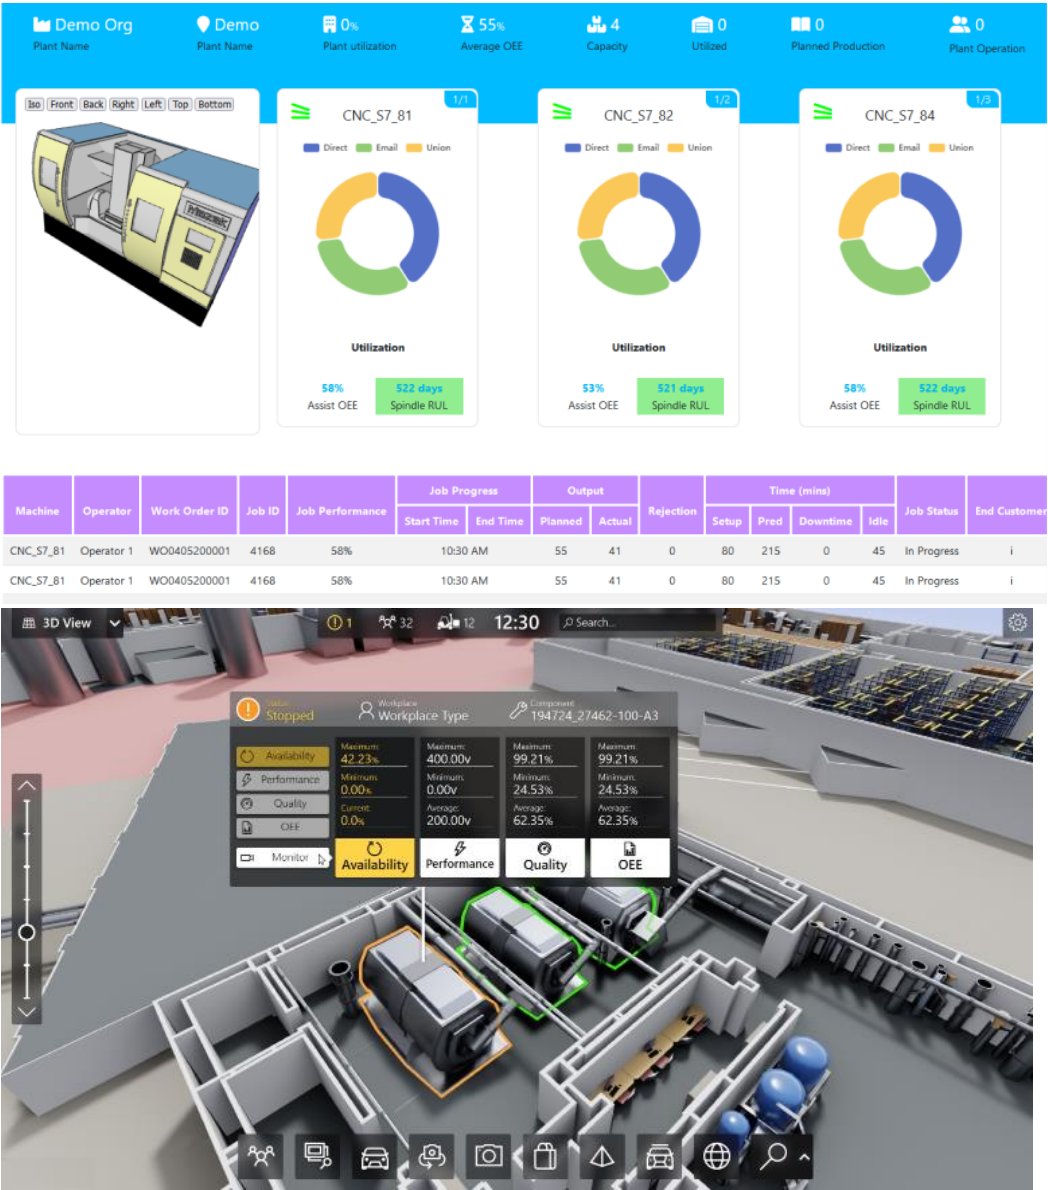 Demo Org
Plant Name
Demo
Plant Name
0%
Plant utilization
55%
Average OEE
4
Capacity
0
Utilized
0
Planned Production
0
Plant Operation
Iso Front Back Right Left Top Bottom
Mazak
1/1
CNC_S7_81
Direct Email Union
Utilization
58%
Assist OEE
522 days
Spindle RUL
1/2
CNC_S7_82
Direct Email Union
Utilization
53%
Assist OEE
521 days
Spindle RUL
1/3
CNC_S7_84
Direct Email Union
Utilization
58%
Assist OEE
522 days
Spindle RUL
Machine Operator Work Order ID Job ID Job Performance Job Progress Output Rejection Time (mins) Job Status End Customer
Start Time End Time Planned Actual Setup Pred Downtime Idle
CNC_S7_81 Operator 1 WO0405200001 4168 58% 10:30 AM 55 41 0 80 215 0 45 In Progress i
CNC_S7_81 Operator 1 WO0405200001 4168 58% 10:30 AM 55 41 0 80 215 0 45 In Progress i
3D View 1 32 12 12:30 Search...
Status
Stopped
Workplace
Workplace Type
Component
194724_27462-100-A3
Availability
Performance
Quality
OEE
Monitor
Maximum:
42.23%
Minimum:
0.00%
Current:
0.0%
Availability
Maximum:
400.00v
Minimum:
0.00v
Average:
200.00v
Performance
Maximum:
99.21%
Minimum:
24.53%
Average:
62.35%
Quality
Maximum:
99.21%
Minimum:
24.53%
Average:
62.35%
OEE